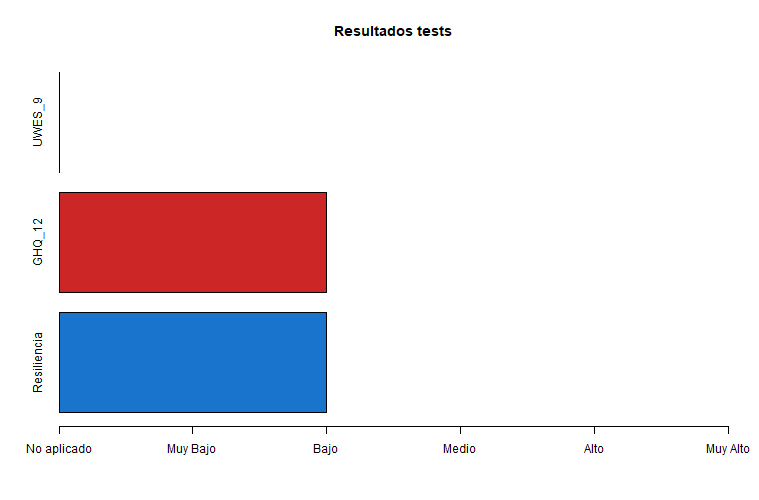 Resultados tests
UWES_9
GHQ_12
Resiliencia
No aplicado Muy Bajo Bajo Medio Alto Muy Alto